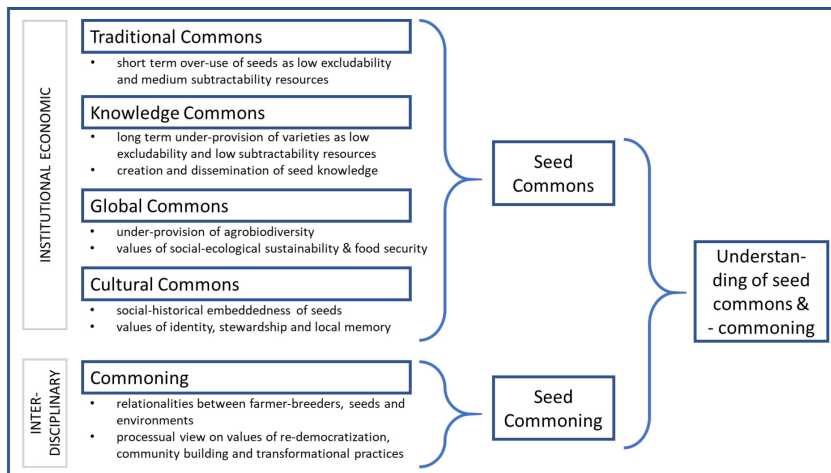 INSTITUTIONAL ECONOMIC
Traditional Commons
• short term over-use of seeds as low excludability
and medium subtractability resources
Knowledge Commons
• long term under-provision of varieties as low
excludability and low subtractability resources
• creation and dissemination of seed knowledge
Global Commons
• under-provision of agrobiodiversity
• values of social-ecological sustainability & food security
Cultural Commons
• social-historical embeddedness of seeds
• values of identity, stewardship and local memory
INTER-
DISCIPLINARY
Commoning
• relationalities between farmer-breeders, seeds and
environments
• processual view on values of re-democratization,
community building and transformational practices
Seed
Commons
Seed
Commoning
Understan-
ding of seed
commons &
- commoning